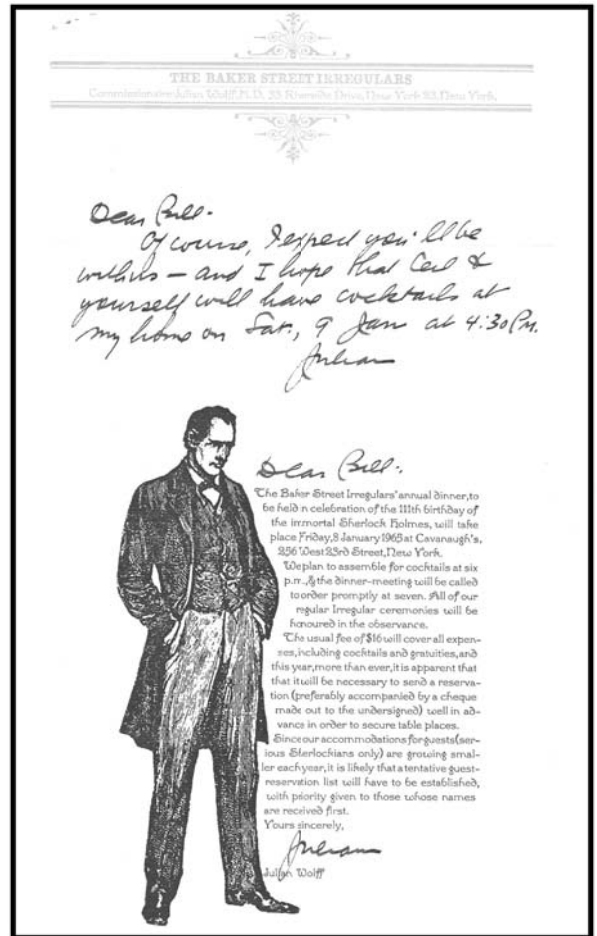 THE BAKER STREET IRREGULARS
Commissionaire: Julian Wolff, M. D., 33 Riverside Drive, New York 23, New York.
Dear Bill-
Of course, I expect you'll be
with us — and I hope that Ceil &
yourself will have cocktails at
my home on Sat., 9 Jan at 4:30 P.M.
Julian
Dear Bill:
The Baker Street Irregulars' annual dinner, to
be held n celebration of the 111th birthday of
the immortal Sherlock Holmes, will take
place Friday, 8 January 1965 at Cavanaugh's,
256 West 23rd Street, New York.
We plan to assemble for cocktails at six
p.m., & the dinner-meeting will be called
to order promptly at seven. All of our
regular Irregular ceremonies will be
honoured in the observance.
The usual fee of $16 will cover all expen-
ses, including cocktails and gratuities, and
this year, more than ever, it is apparent that
that it will be necessary to send a reserva-
tion (preferably accompanied by a cheque
made out to the undersigned) well in ad-
vance in order to secure table places.
Since our accommodations for guests (ser-
ious Sherlockians only) are growing smal-
ler each year, it is likely that a tentative guest-
reservation list will have to be established,
with priority given to those whose names
are received first.
Yours sincerely,
Julian
Julian Wolff